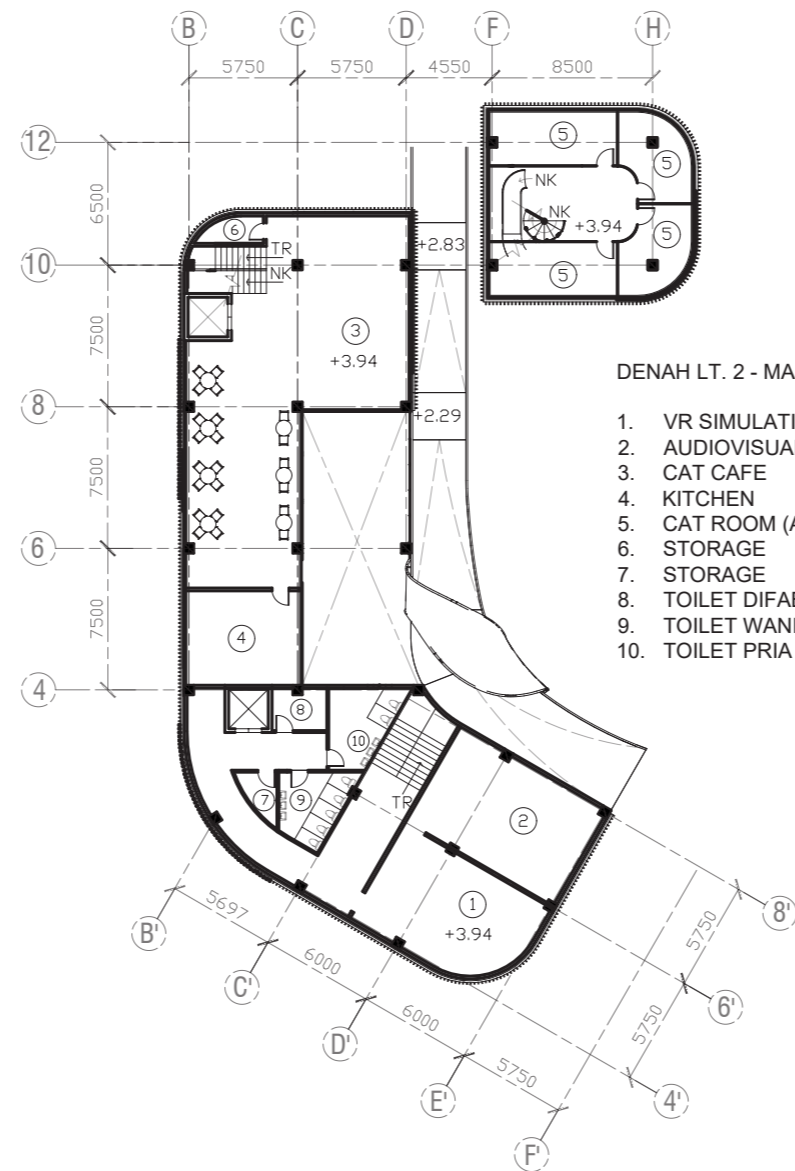 B C D F H
5750 5750 4550 8500
12
6500
5 5
NK
NK
+3.94
5 5
6
TR
NK
+2.83
10
7500
3
+3.94
DENAH LT. 2 - MA
8
+2.29
1. VR SIMULATI
2. AUDIOVISUAL
3. CAT CAFE
4. KITCHEN
5. CAT ROOM (A
6. STORAGE
7. STORAGE
8. TOILET DIFAB
9. TOILET WANI
10. TOILET PRIA
7500
6
7500
4
4
8
10
7 9
TR
2
1
+3.94
B' 5697 C' 6000 D' 6000 E' 5750 F'
8' 5750 6' 5750 4'